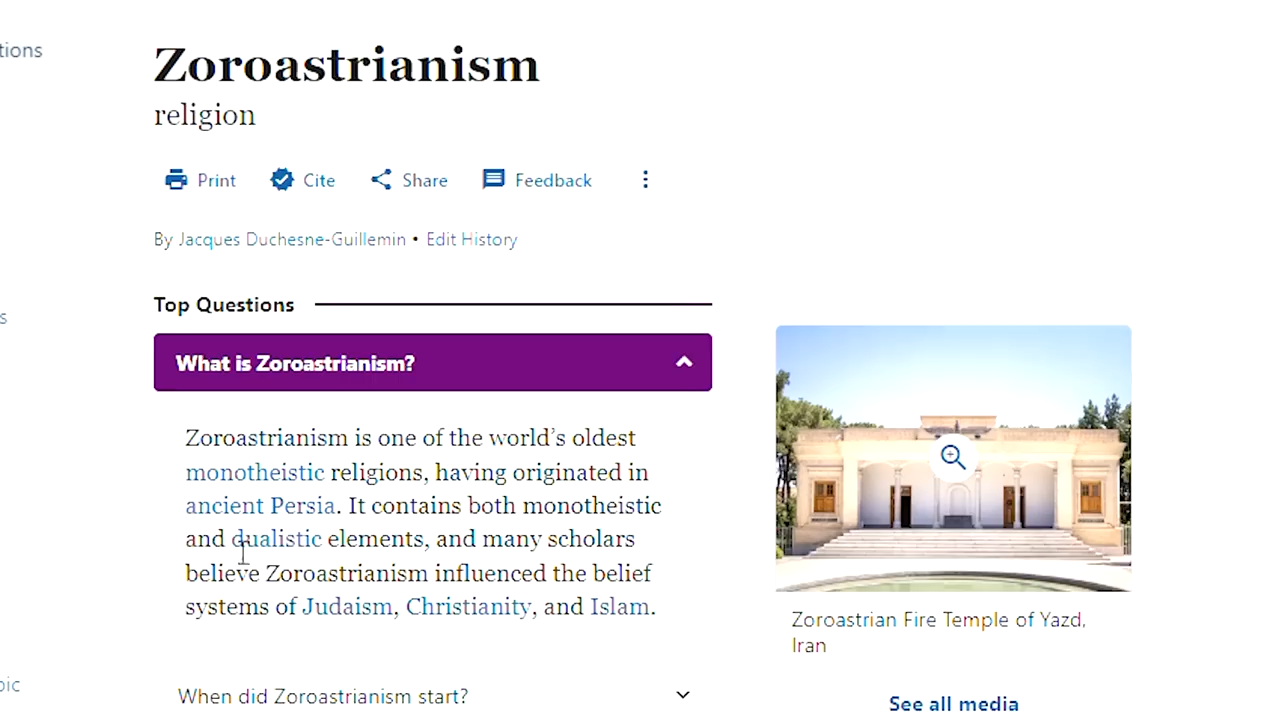 Zoroastrianism
religion
Print Cite Share Feedback
By Jacques Duchesne-Guillemin • Edit History
Top Questions
What is Zoroastrianism?
Zoroastrianism is one of the world's oldest
monotheistic religions, having originated in
ancient Persia. It contains both monotheistic
and dualistic elements, and many scholars
believe Zoroastrianism influenced the belief
systems of Judaism, Christianity, and Islam.
When did Zoroastrianism start?
Zoroastrian Fire Temple of Yazd,
Iran
See all media